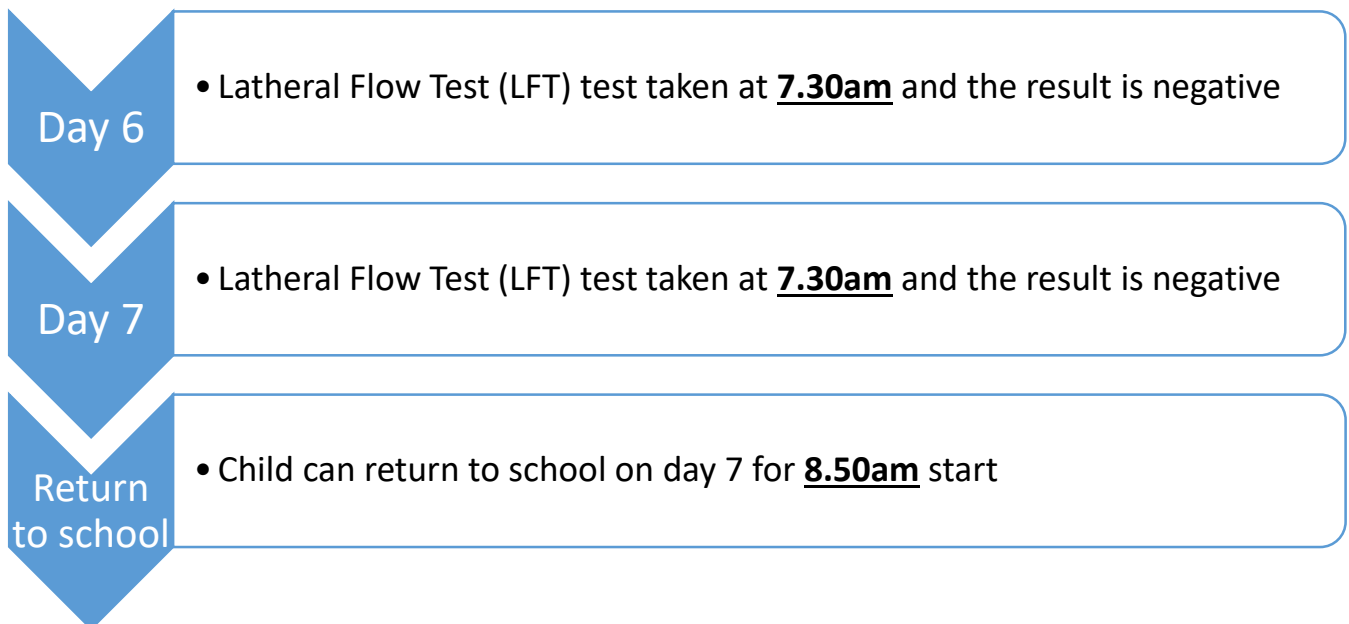 Day 6
• Latheral Flow Test (LFT) test taken at 7.30am and the result is negative
Day 7
• Latheral Flow Test (LFT) test taken at 7.30am and the result is negative
Return
to school
• Child can return to school on day 7 for 8.50am start